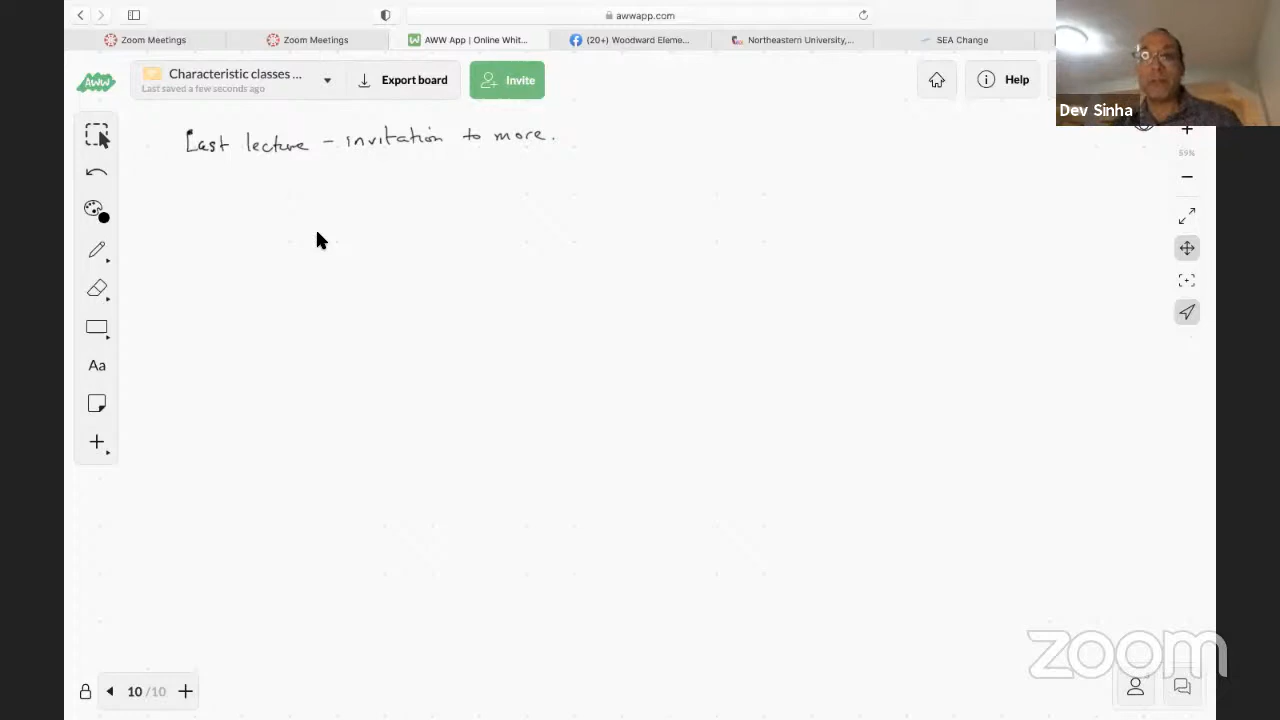 awwapp.com
Zoom Meetings
Zoom Meetings
AWW App | Online Whit...
(20+) Woodward Eleme...
Northeastern University,...
SEA Change
AWW
Characteristic classes ...
Last saved a few seconds ago
Export board
Invite
Help
Dev Sinha
Last lecture – invitation to more.
59%
Aa
10 /10
zoom